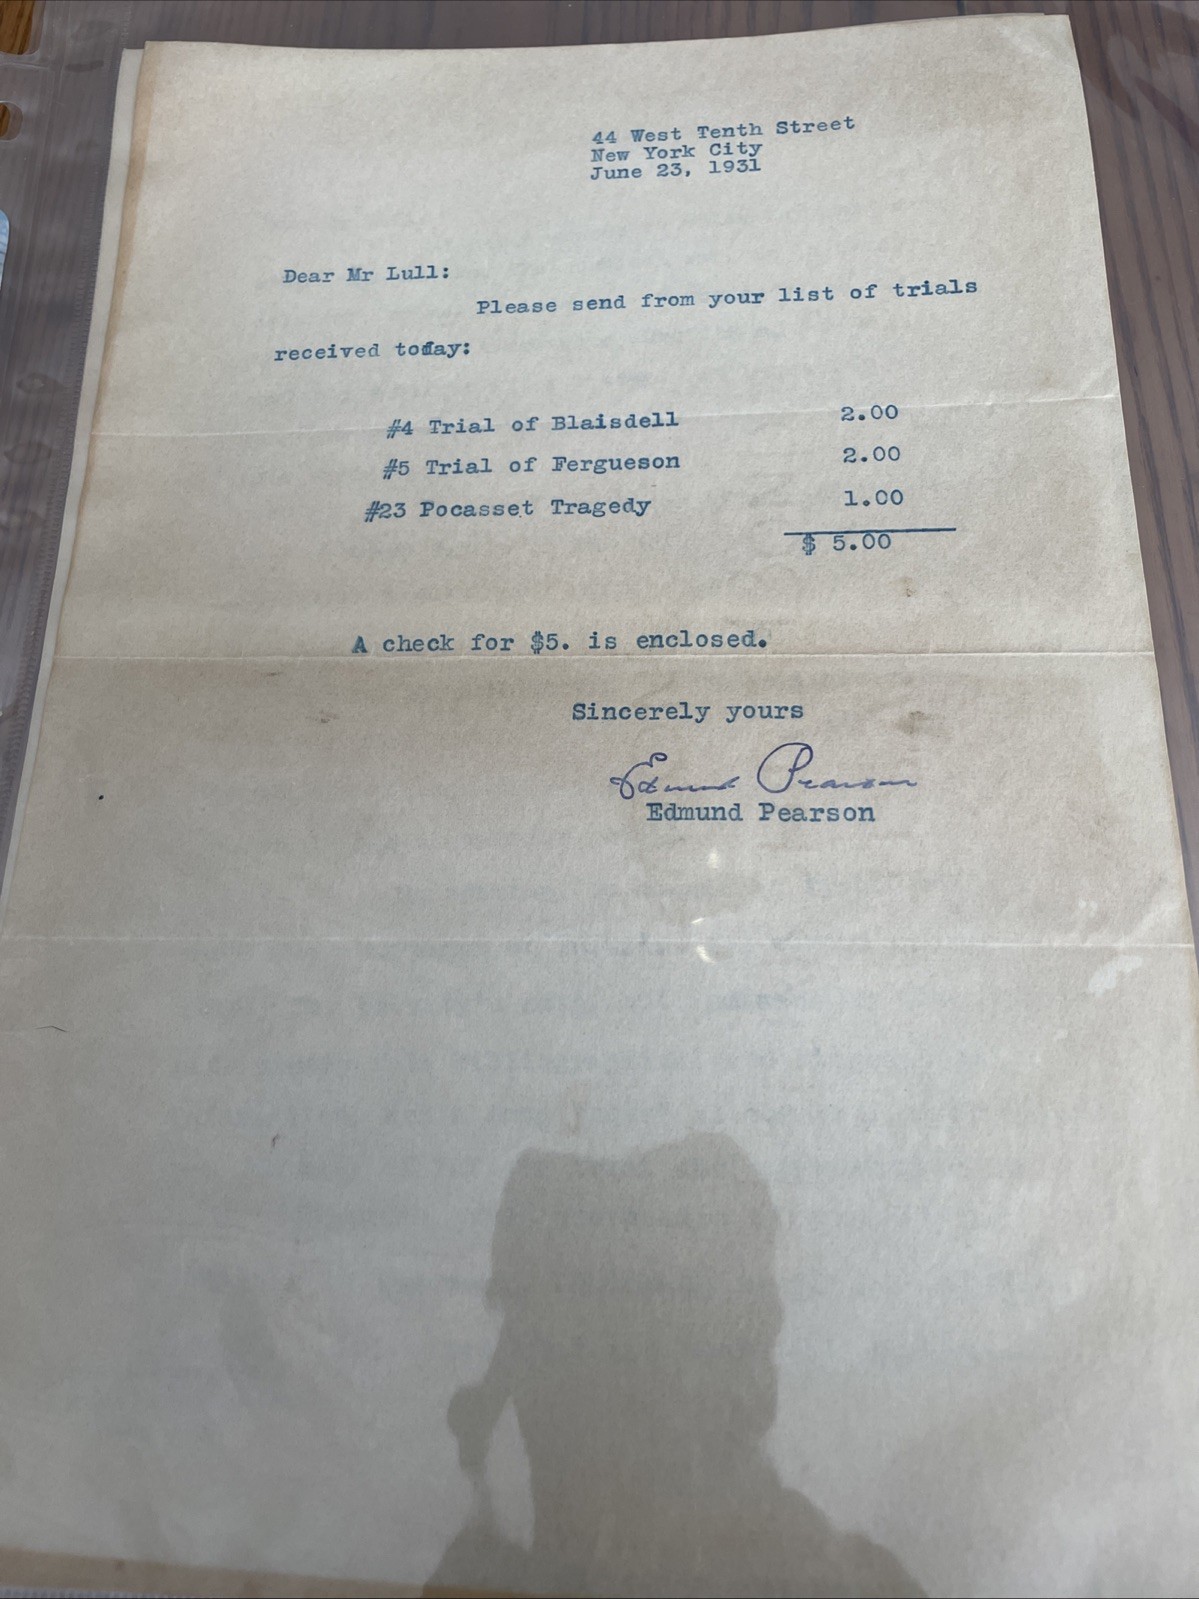 44 West Tenth Street
New York City
June 23, 1931
Dear Mr Lull:
Please send from your list of trials
received today:
#4 Trial of Blaisdell 2.00
#5 Trial of Fergueson 2.00
#23 Pocasset Tragedy 1.00
$ 5.00
A check for $5. is enclosed.
Sincerely yours
Edmund Pearson
Edmund Pearson